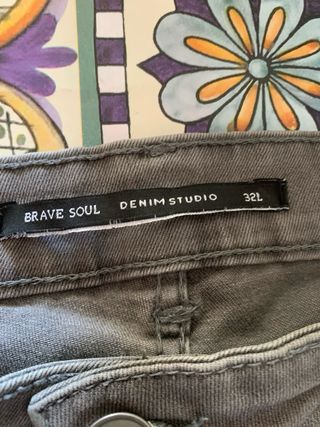 BRAVE SOUL DENIM STUDIO 32L